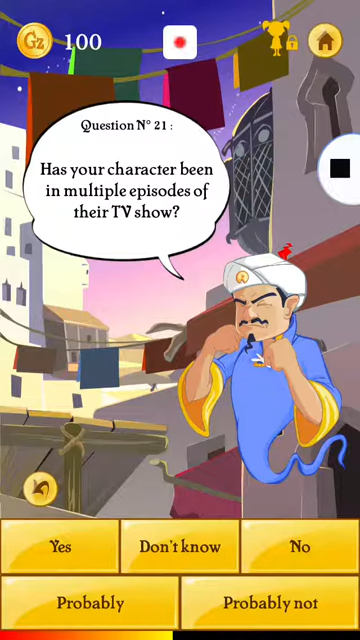 Gz 100
Question N° 21 :
Has your character been
in multiple episodes of
their TV show?
Yes
Don't know
No
Probably
Probably not